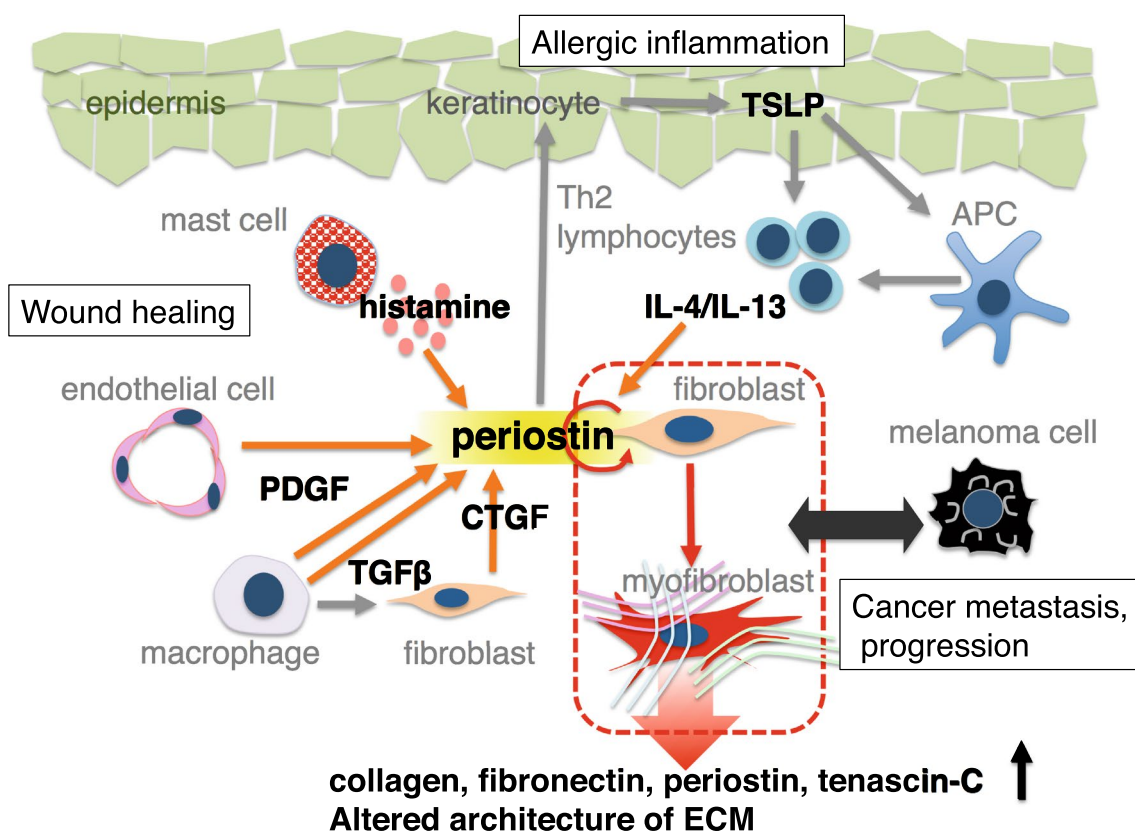 Allergic inflammation
epidermis
keratinocyte
TSLP
Th2
lymphocytes
APC
mast cell
histamine
IL-4/IL-13
Wound healing
endothelial cell
fibroblast
periostin
melanoma cell
PDGF
CTGF
TGFβ
myofibroblast
macrophage
fibroblast
Cancer metastasis,
progression
collagen, fibronectin, periostin, tenascin-C
Altered architecture of ECM